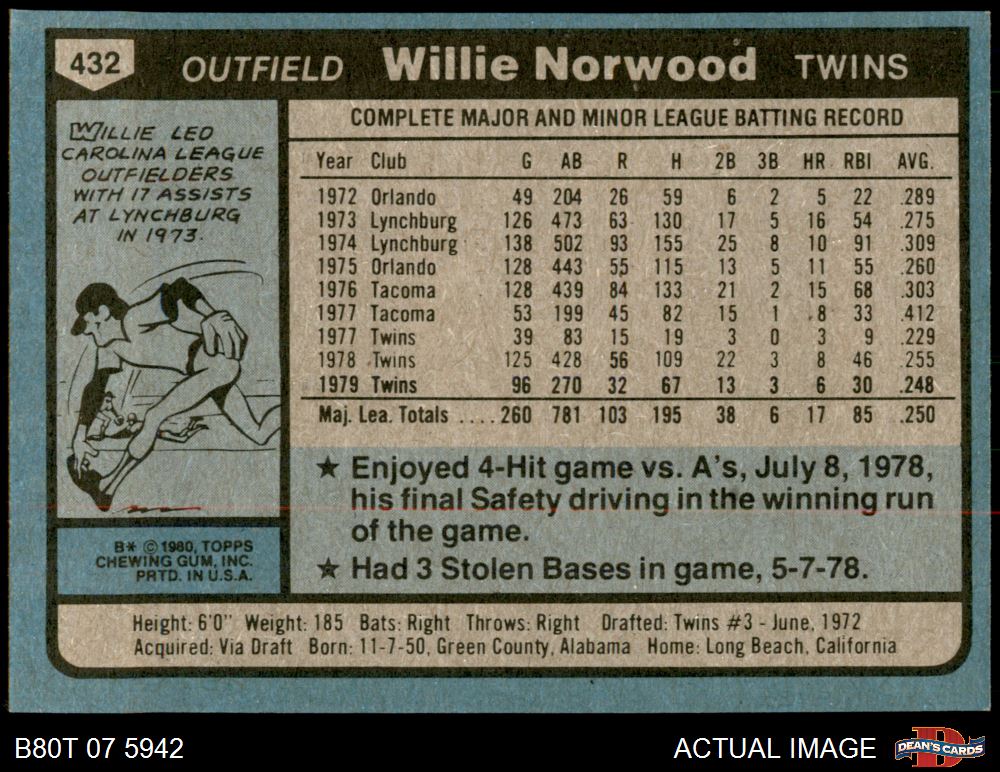 432 OUTFIELD Willie Norwood TWINS
WILLIE LED
CAROLINA LEAGUE
OUTFIELDERS
WITH 17 ASSISTS
AT LYNCHBURG
IN 1973.
B* © 1980, TOPPS
CHEWING GUM, INC.
PRTD. IN U.S.A.
COMPLETE MAJOR AND MINOR LEAGUE BATTING RECORD
Year Club G AB R H 2B 3B HR RBI AVG.
1972 Orlando 49 204 26 59 6 2 5 22 .289
1973 Lynchburg 126 473 63 130 17 5 16 54 .275
1974 Lynchburg 138 502 93 155 25 8 10 91 .309
1975 Orlando 128 443 55 115 13 5 11 55 .260
1976 Tacoma 128 439 84 133 21 2 15 68 .303
1977 Tacoma 53 199 45 82 15 1 8 33 .412
1977 Twins 39 83 15 19 3 0 3 9 .229
1978 Twins 125 428 56 109 22 3 8 46 .255
1979 Twins 96 270 32 67 13 3 6 30 .248
Maj. Lea. Totals .... 260 781 103 195 38 6 17 85 .250
★ Enjoyed 4-Hit game vs. A's, July 8, 1978,
his final Safety driving in the winning run
of the game.
★ Had 3 Stolen Bases in game, 5-7-78.
Height: 6'0" Weight: 185 Bats: Right Throws: Right Drafted: Twins #3 - June, 1972
Acquired: Via Draft Born: 11-7-50, Green County, Alabama Home: Long Beach, California
B80T 07 5942 ACTUAL IMAGE D DEAN'S CARDS